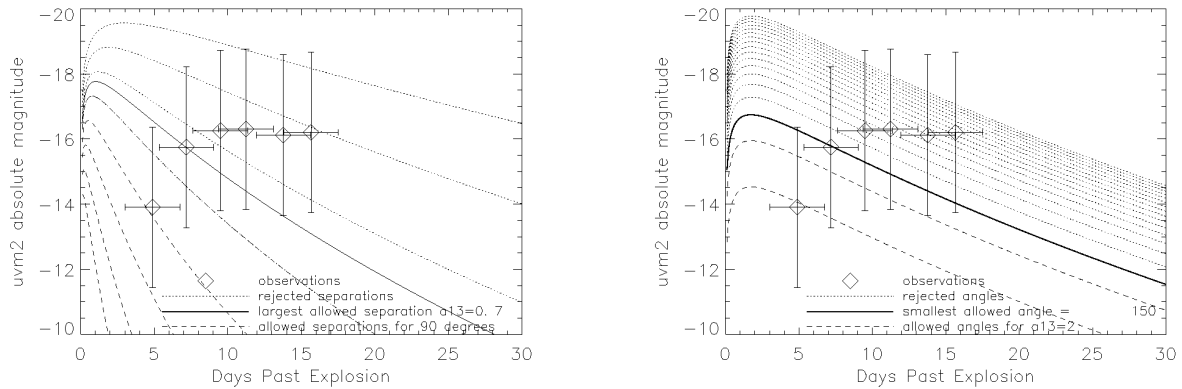 -20
-18
-16
-14
-12
-10
uvm2 absolute magnitude
observations
rejected separations
largest allowed separation a13=0. 7
allowed separations for 90 degrees
0 5 10 15 20 25 30
Days Past Explosion
-20
-18
-16
-14
-12
-10
uvm2 absolute magnitude
observations
rejected angles
smallest allowed angle = 150
allowed angles for a13=2
0 5 10 15 20 25 30
Days Past Explosion